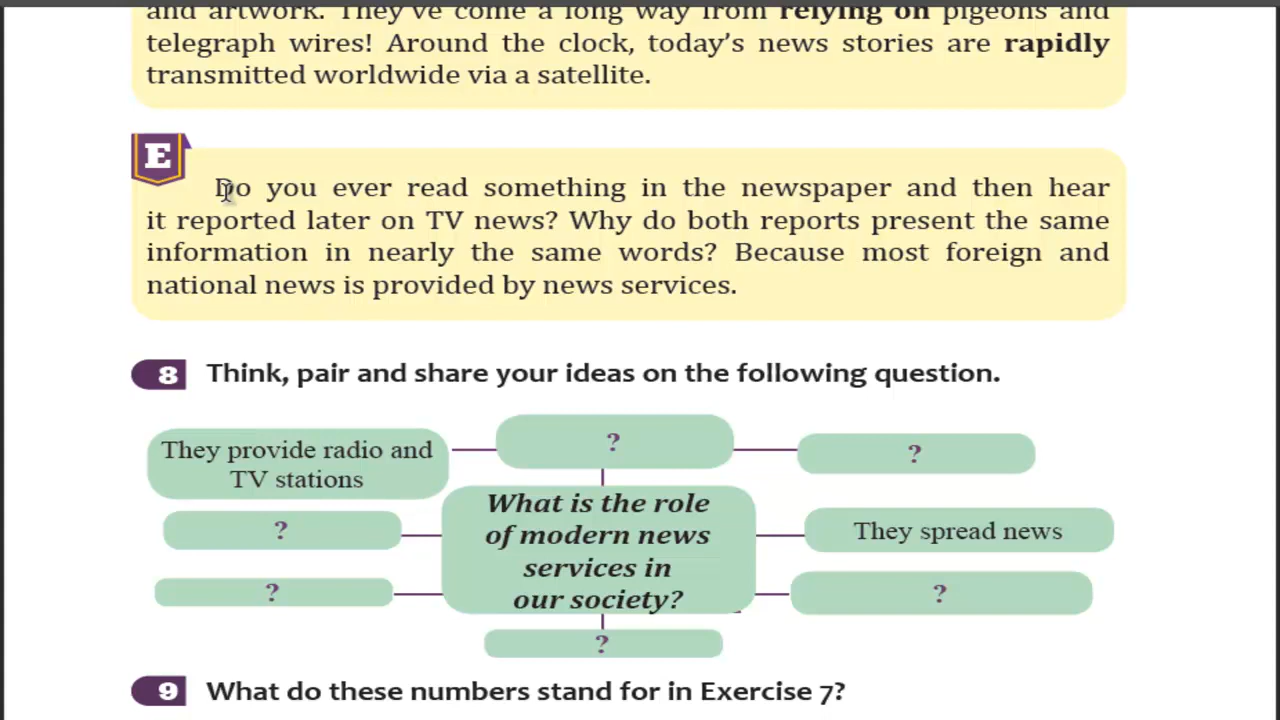 and artwork. They've come a long way from relying on pigeons and
telegraph wires! Around the clock, today's news stories are rapidly
transmitted worldwide via a satellite.
E
Do you ever read something in the newspaper and then hear
it reported later on TV news? Why do both reports present the same
information in nearly the same words? Because most foreign and
national news is provided by news services.
8 Think, pair and share your ideas on the following question.
They provide radio and
TV stations
?
?
What is the role
of modern news
services in
our society?
?
They spread news
?
?
?
9 What do these numbers stand for in Exercise 7?